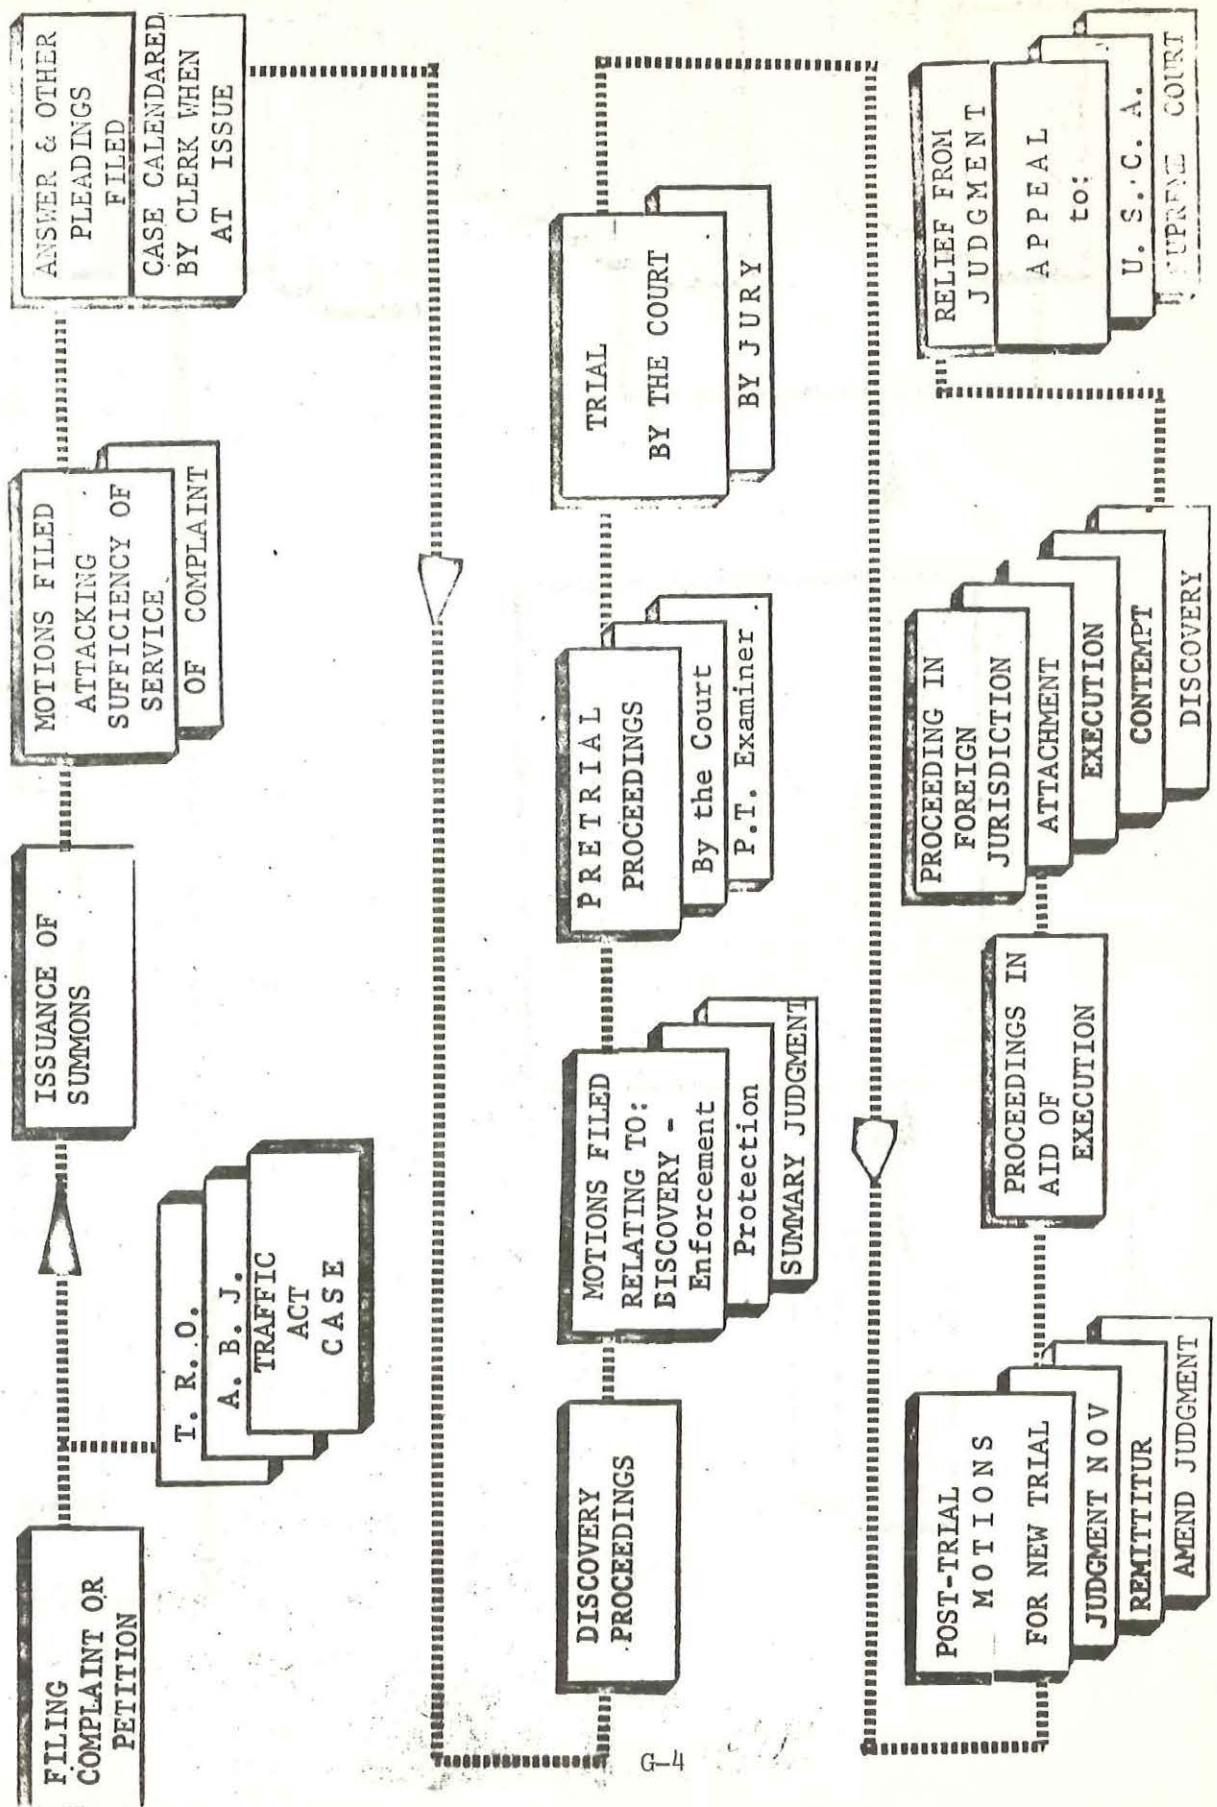 FILING
COMPLAINT OR
PETITION
T. R. O.
A. B. J.
TRAFFIC
ACT
CASE
ISSUANCE OF
SUMMONS
MOTIONS FILED
ATTACKING
SUFFICIENCY OF
SERVICE
OF COMPLAINT
ANSWER & OTHER
PLEADINGS
FILED
CASE CALENDARED
BY CLERK WHEN
AT ISSUE
DISCOVERY
PROCEEDINGS
MOTIONS FILED
RELATING TO:
DISCOVERY -
Enforcement
Protection
SUMMARY JUDGMENT
PRETRIAL
PROCEEDINGS
By the Court
P.T. Examiner
TRIAL
BY THE COURT
BY JURY
POST-TRIAL
MOTIONS
FOR NEW TRIAL
JUDGMENT NOV
REMITTITUR
AMEND JUDGMENT
PROCEEDINGS IN
AID OF
EXECUTION
PROCEEDING IN
FOREIGN
JURISDICTION
ATTACHMENT
EXECUTION
CONTEMPT
DISCOVERY
RELIEF FROM
JUDGMENT
APPEAL
to:
U. S. C. A.
SUPREME COURT
G-4